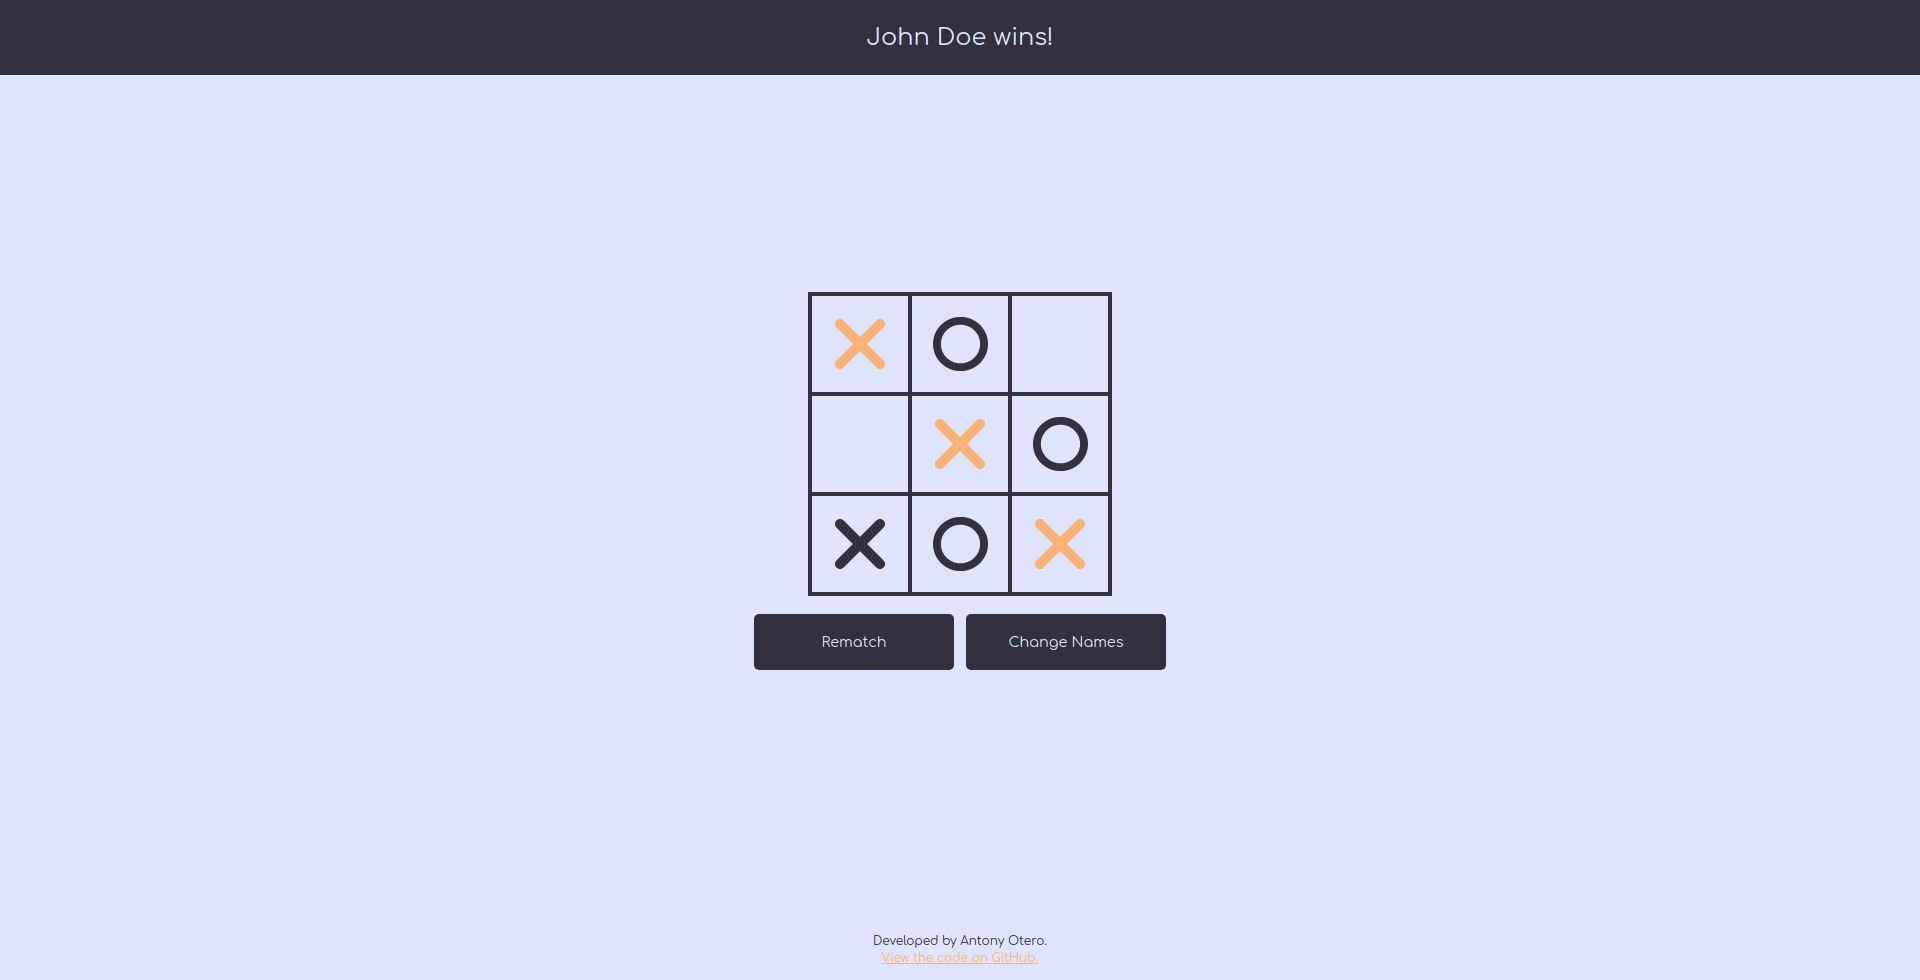 John Doe wins!
X O
X O
X O X
Rematch
Change Names
Developed by Antony Otero.
View the code on GitHub.